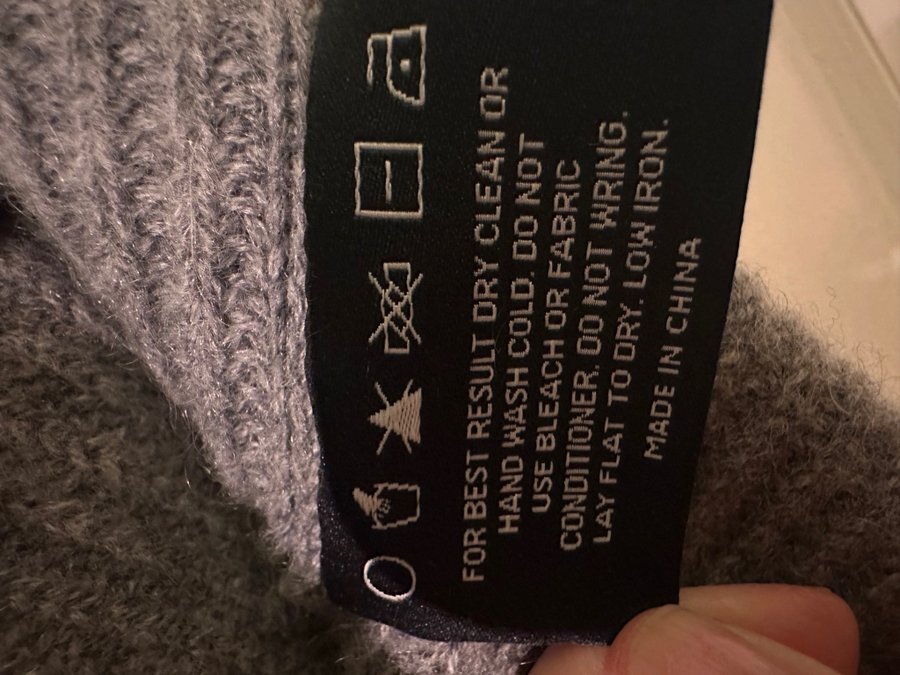 FOR BEST RESULT DRY CLEAN OR
HAND WASH COLD. DO NOT
USE BLEACH OR FABRIC
CONDITIONER. DO NOT WRING.
LAY FLAT TO DRY. LOW IRON.
MADE IN CHINA